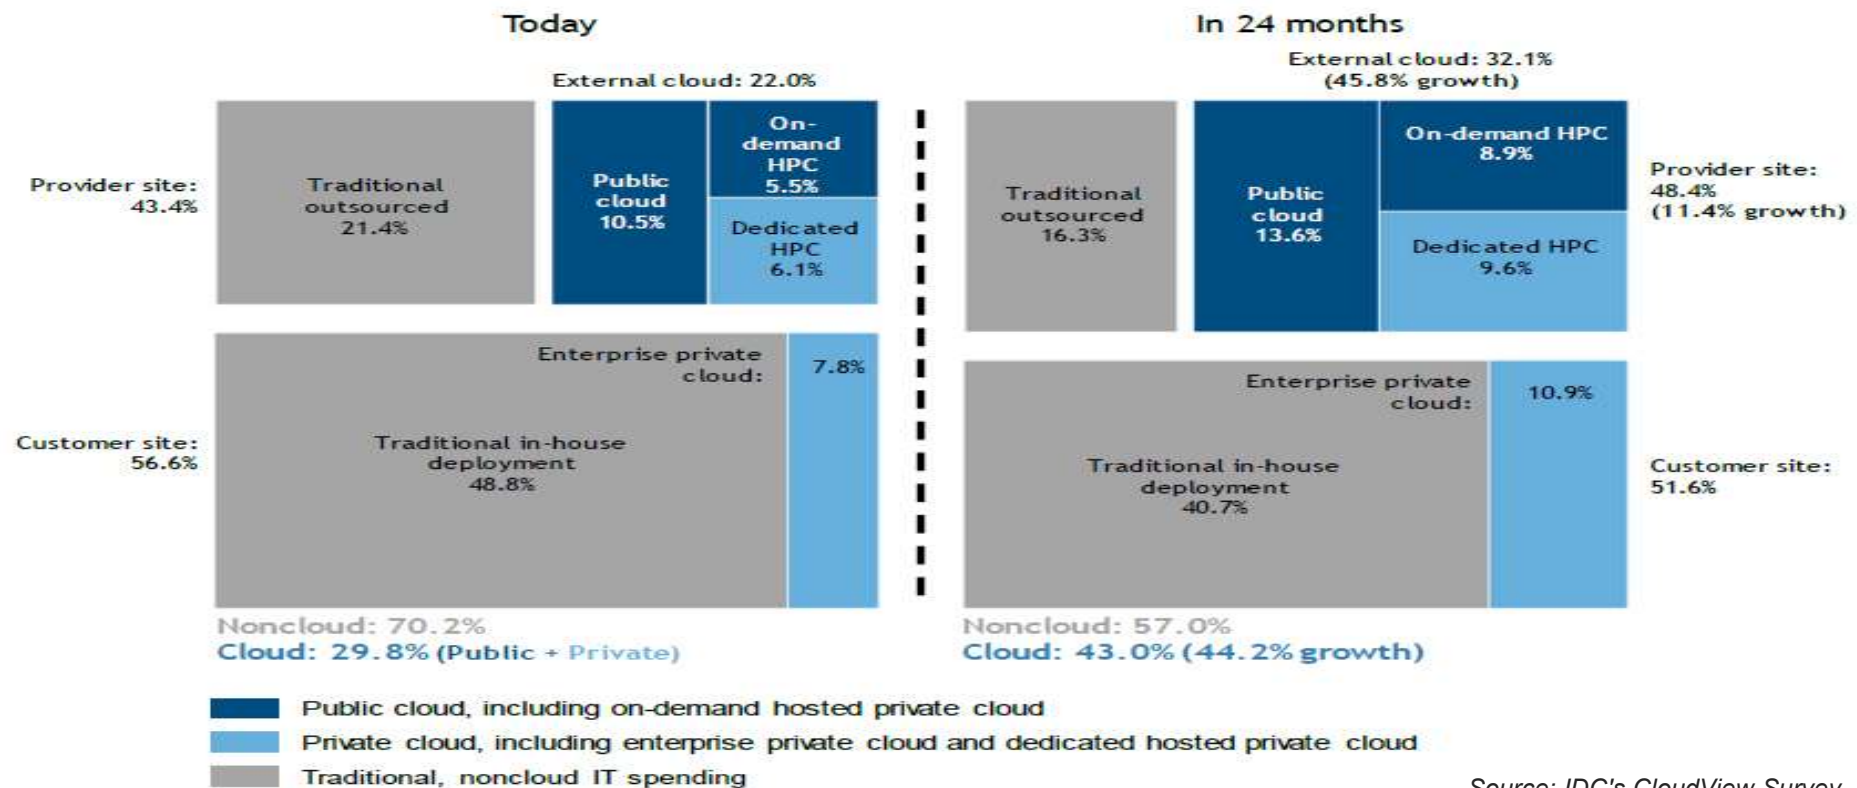 Today
External cloud: 22.0%
Provider site:
43.4%
Traditional
outsourced
21.4%
Public
cloud
10.5%
On-
demand
HPC
5.5%
Dedicated
HPC
6.1%
Customer site:
56.6%
Enterprise private
cloud:
7.8%
Traditional in-house
deployment
48.8%
Noncloud: 70.2%
Cloud: 29.8% (Public + Private)
In 24 months
External cloud: 32.1%
(45.8% growth)
Traditional
outsourced
16.3%
Public
cloud
13.6%
On-demand HPC
8.9%
Dedicated HPC
9.6%
Provider site:
48.4%
(11.4% growth)
Enterprise private
cloud:
10.9%
Traditional in-house
deployment
40.7%
Customer site:
51.6%
Noncloud: 57.0%
Cloud: 43.0% (44.2% growth)
Public cloud, including on-demand hosted private cloud
Private cloud, including enterprise private cloud and dedicated hosted private cloud
Traditional, noncloud IT spending
Source: IDC's CloudView Survey